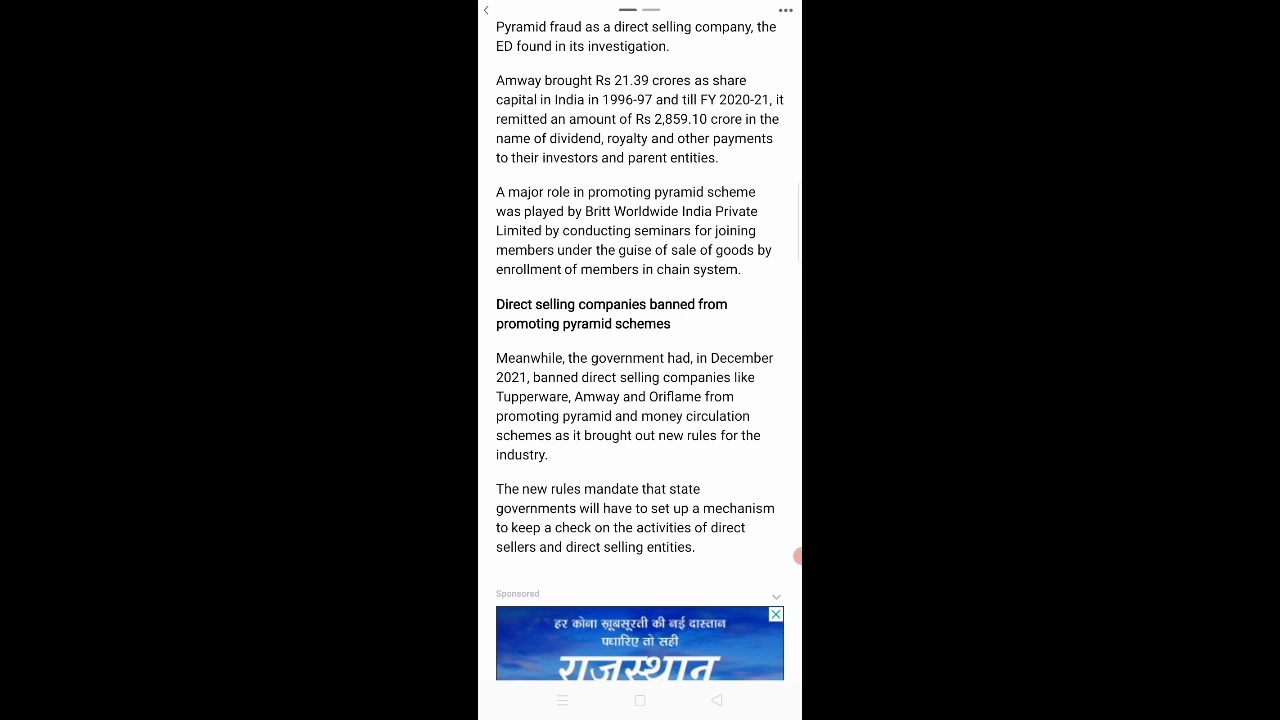 Pyramid fraud as a direct selling company, the
ED found in its investigation.
Amway brought Rs 21.39 crores as share
capital in India in 1996-97 and till FY 2020-21, it
remitted an amount of Rs 2,859.10 crore in the
name of dividend, royalty and other payments
to their investors and parent entities.
A major role in promoting pyramid scheme
was played by Britt Worldwide India Private
Limited by conducting seminars for joining
members under the guise of sale of goods by
enrollment of members in chain system.
Direct selling companies banned from
promoting pyramid schemes
Meanwhile, the government had, in December
2021, banned direct selling companies like
Tupperware, Amway and Oriflame from
promoting pyramid and money circulation
schemes as it brought out new rules for the
industry.
The new rules mandate that state
governments will have to set up a mechanism
to keep a check on the activities of direct
sellers and direct selling entities.
Sponsored
हर कोना खूबसूरती की नई दास्तान
पधारिए तो सही
राजस्थान